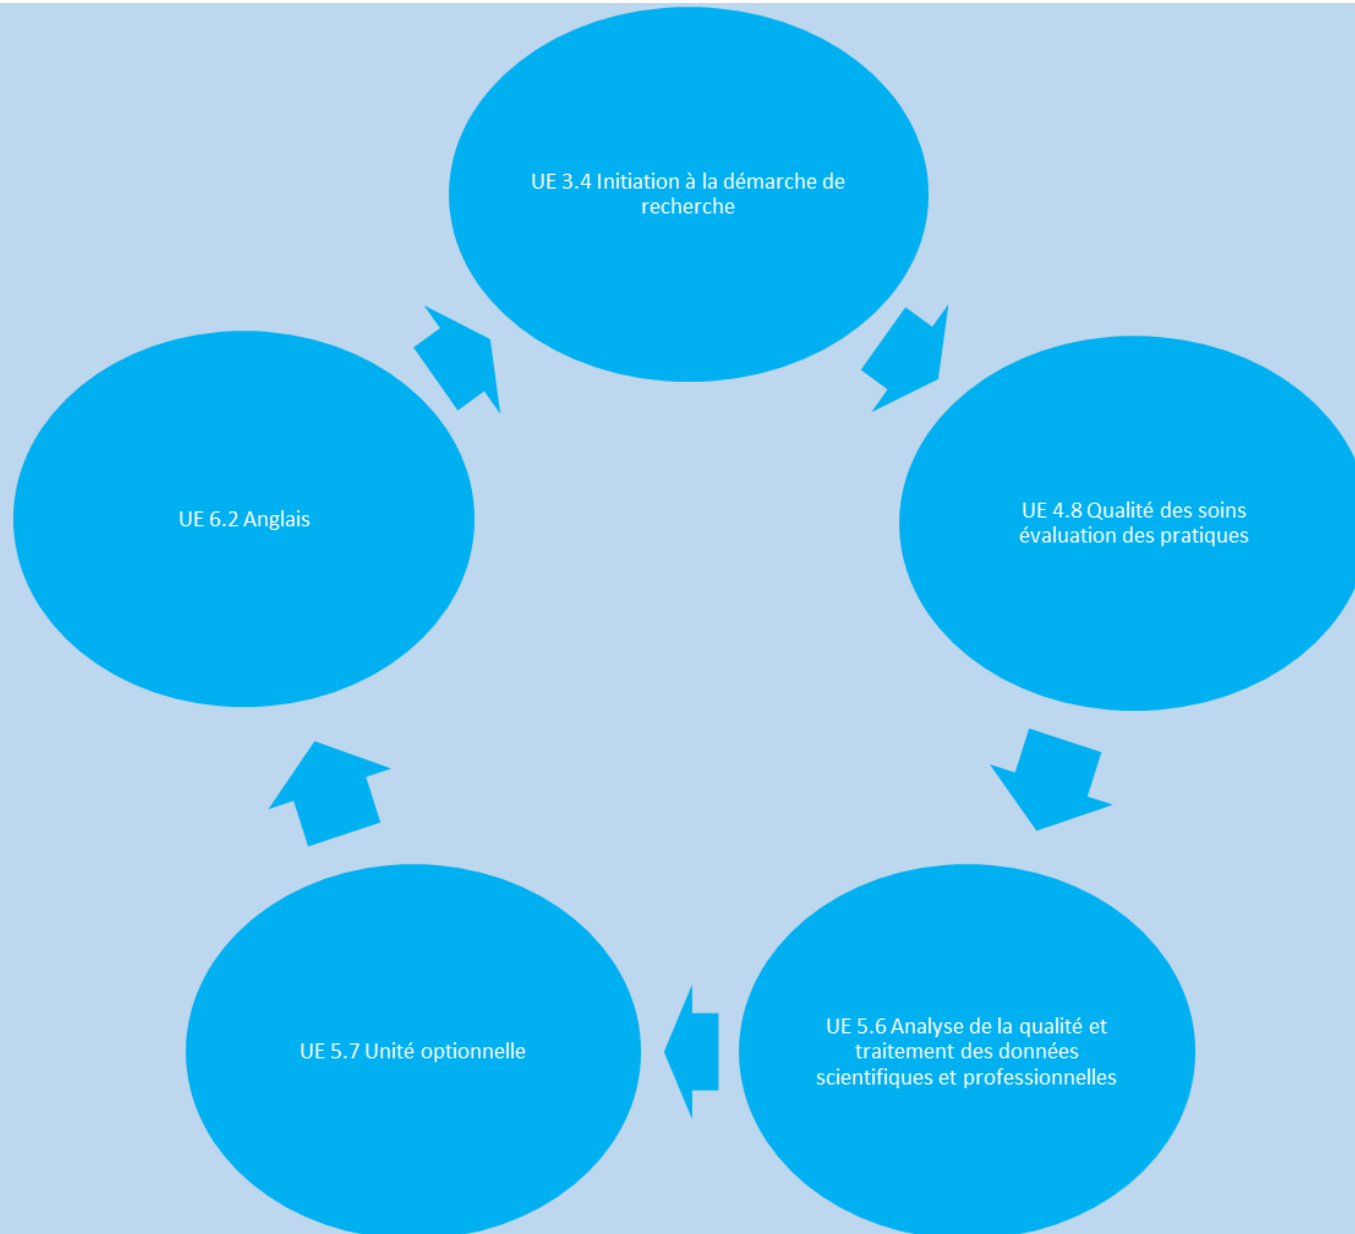 UE 3.4 Initiation à la démarche de
recherche
UE 4.8 Qualité des soins
évaluation des pratiques
UE 5.6 Analyse de la qualité et
traitement des données
scientifiques et professionnelles
UE 5.7 Unité optionnelle
UE 6.2 Anglais